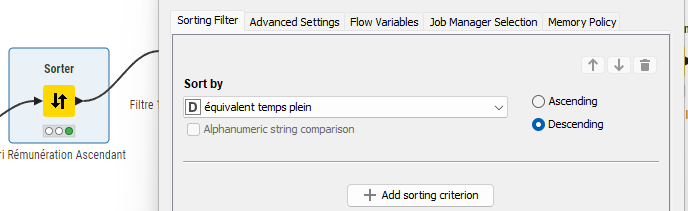 Sorting Filter Advanced Settings Flow Variables Job Manager Selection Memory Policy
Sorter
Sort by
D équivalent temps plein
Ascending
Filtre
Alphanumeric string comparison
Descending
ri Rémunération Ascendant
Add sorting criterion